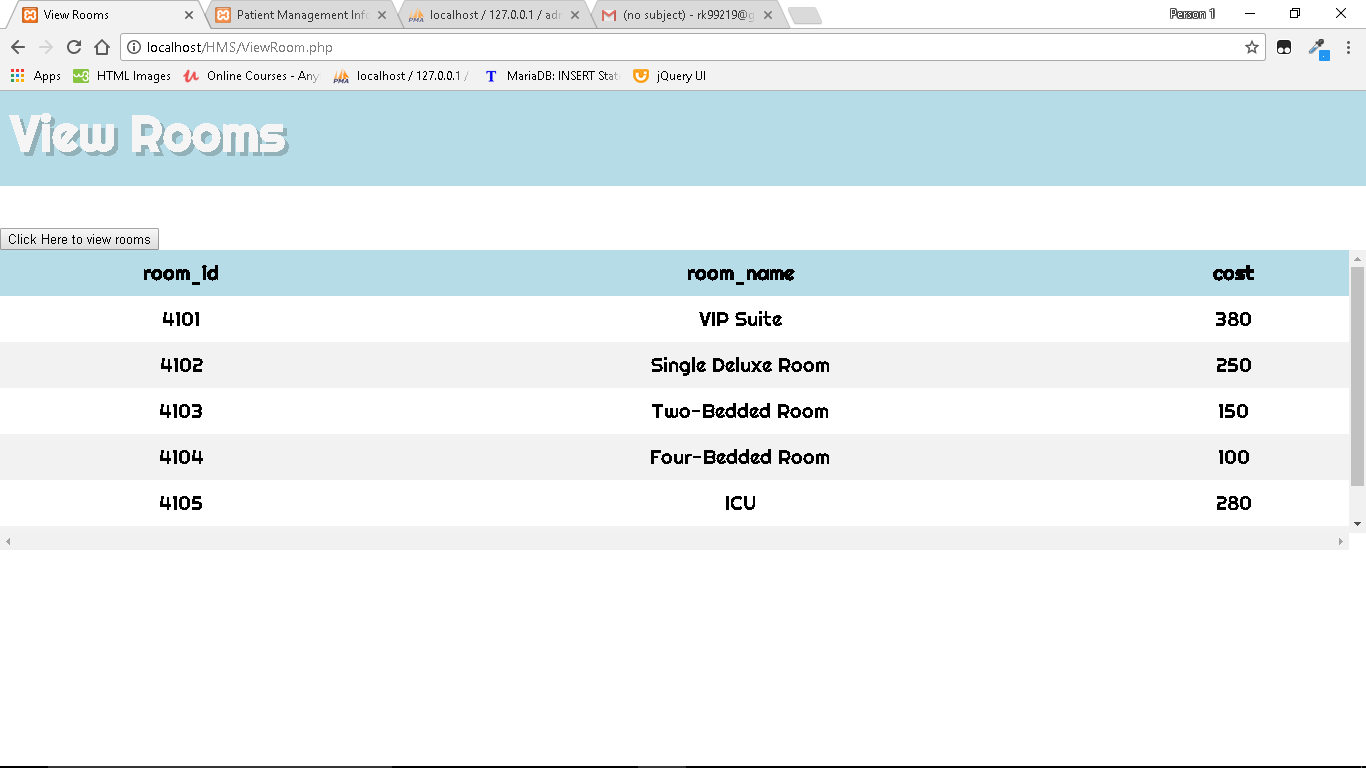 View Rooms Patient Management Inf localhost / 127.0.0.1 / ad (no subject) - rk99219@g Person 1
localhost/HMS/ViewRoom.php
Apps HTML Images Online Courses - Any localhost / 127.0.0.1 / T MariaDB: INSERT Stat jQuery UI
View Rooms
Click Here to view rooms
room_id room_name cost
4101 VIP Suite 380
4102 Single Deluxe Room 250
4103 Two-Bedded Room 150
4104 Four-Bedded Room 100
4105 ICU 280